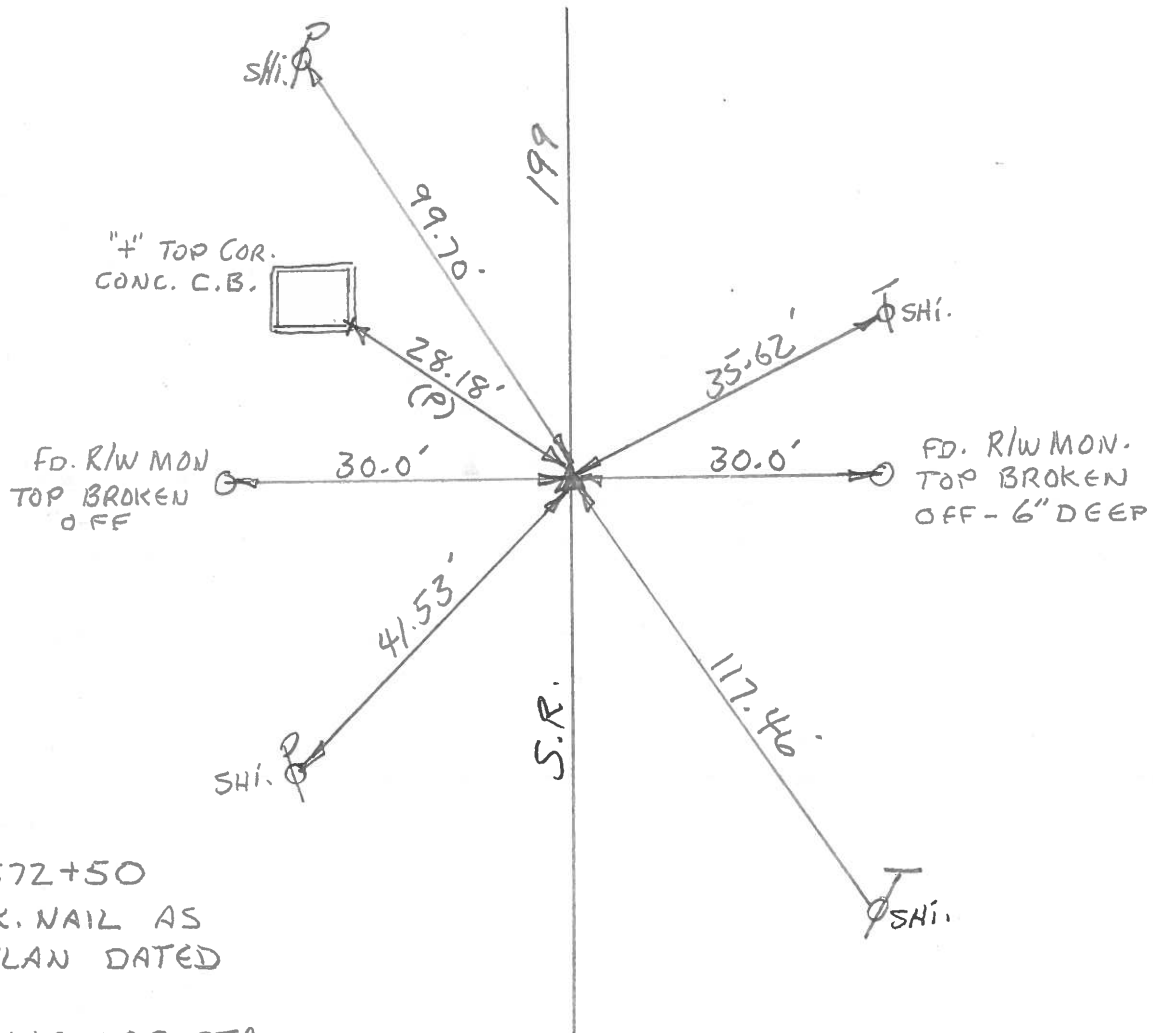 SHI.
199
99.70'
"+" TOP COR.
CONC. C.B.
SHI.
28.18'
(P)
35.62'
FD. R/W MON
TOP BROKEN
OFF
30.0'
30.0'
FD. R/W MON.
TOP BROKEN
OFF - 6" DEEP
41.53'
117.46'
S.R.
SHI.
SHI.
572+50
K. NAIL AS
PLAN DATED